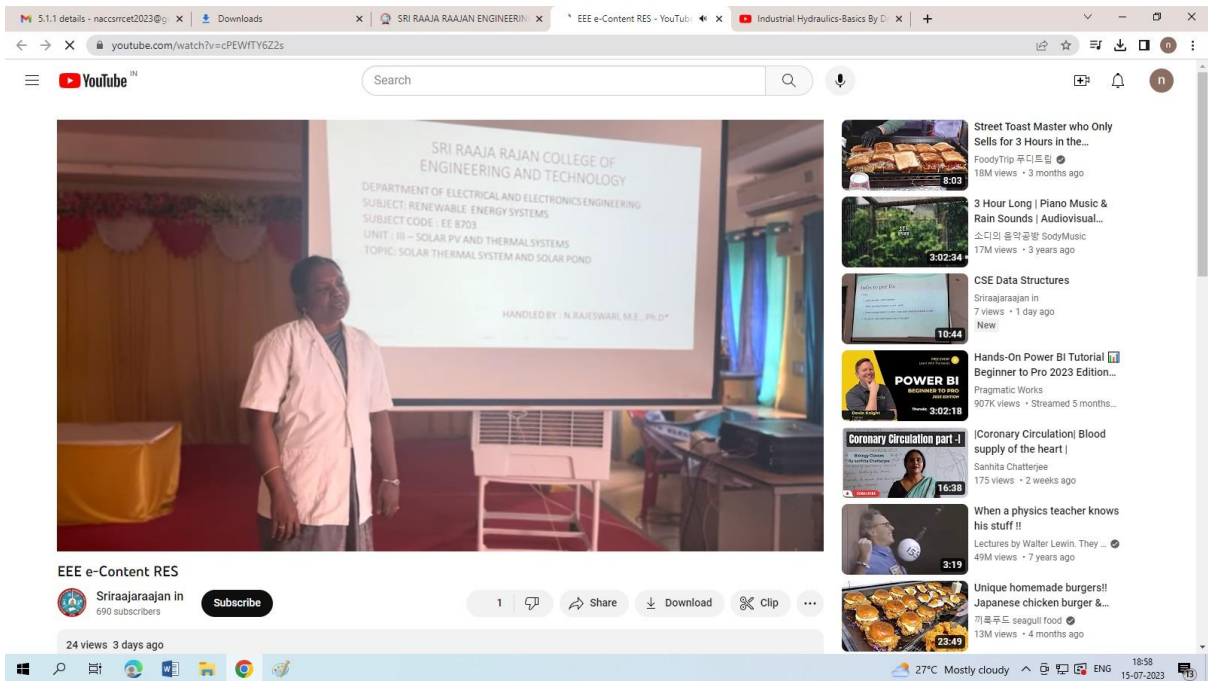 5.1.1 details - naccsrrcet2023@g
Downloads
SRI RAAJA RAAJAN ENGINEERIN
EEE e-Content RES - YouTub
Industrial Hydraulics-Basics By D
youtube.com/watch?v=cPEWfTY6Z2s
n
YouTube IN
Search
n
SRI RAAJA RAJAN COLLEGE OF
ENGINEERING AND TECHNOLOGY
DEPARTMENT OF ELECTRICAL AND ELECTRONICS ENGINEERING
SUBJECT: RENEWABLE ENERGY SYSTEMS
SUBJECT CODE : EE 8703
UNIT : III – SOLAR PV AND THERMAL SYSTEMS
TOPIC: SOLAR THERMAL SYSTEM AND SOLAR POND
HANDLED BY : N.RAJESWARI, M.E., Ph.D*
EEE e-Content RES
Sriraajaraajan in
690 subscribers
Subscribe
1
Share
Download
Clip
24 views 3 days ago
8:03
Street Toast Master who Only
Sells for 3 Hours in the...
FoodyTrip 푸디트립
18M views • 3 months ago
3:02:34
3 Hour Long | Piano Music &
Rain Sounds | Audiovisual...
소디의 음악공방 SodyMusic
17M views • 3 years ago
10:44
CSE Data Structures
Sriraajaraajan in
7 views • 1 day ago
New
POWER BI
BEGINNER TO PRO
2023 EDITION
Devin Knight
3:02:18
Hands-On Power BI Tutorial
Beginner to Pro 2023 Edition...
Pragmatic Works
907K views • Streamed 5 months...
Coronary Circulation part -I
Biology Classes
By sanhita Chatterjee
SUBSCRIBE
16:38
|Coronary Circulation| Blood
supply of the heart |
Sanhita Chatterjee
175 views • 2 weeks ago
3:19
When a physics teacher knows
his stuff !!
Lectures by Walter Lewin. They ...
49M views • 7 years ago
23:49
Unique homemade burgers!!
Japanese chicken burger &...
끼룩푸드 seagull food
13M views • 4 months ago
27°C Mostly cloudy
ENG
18:58
15-07-2023
13